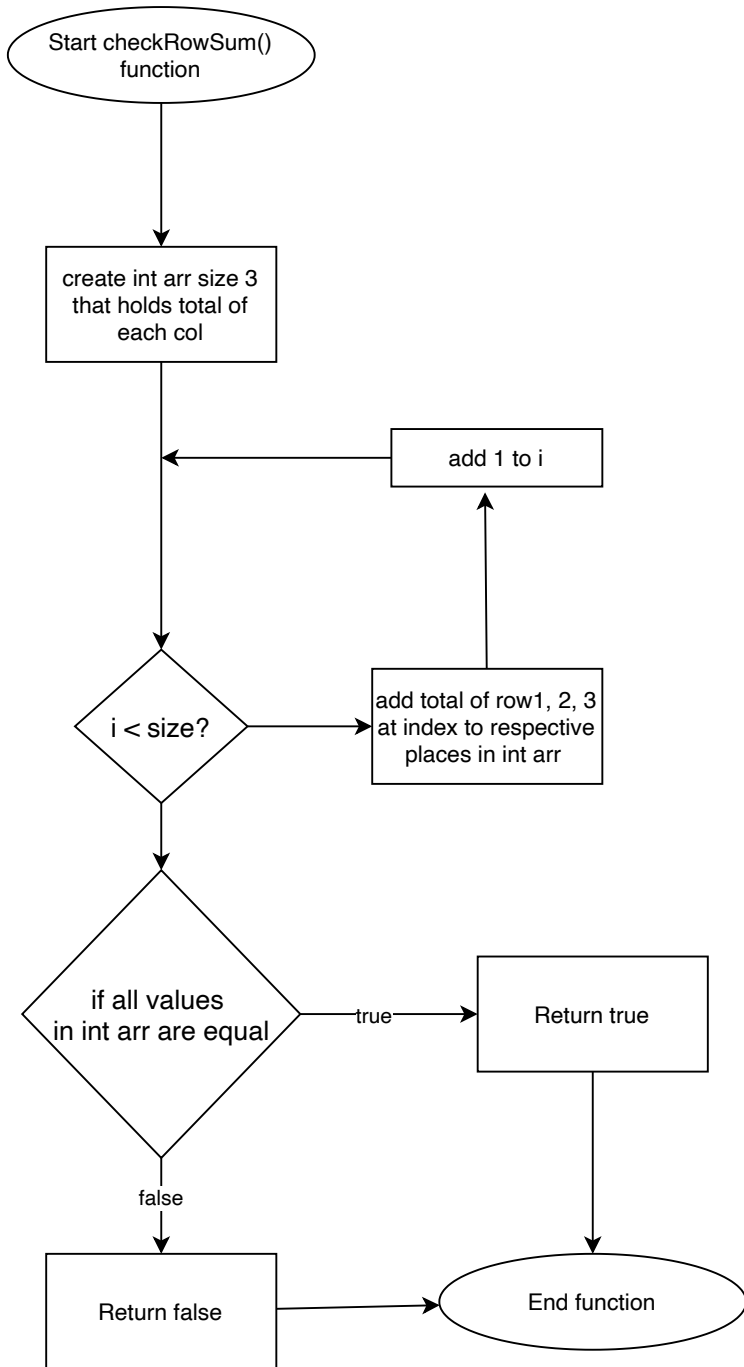 Start checkRowSum()
function
create int arr size 3
that holds total of
each col
add 1 to i
i < size?
add total of row1, 2, 3
at index to respective
places in int arr
if all values
in int arr are equal
true
Return true
false
Return false
End function